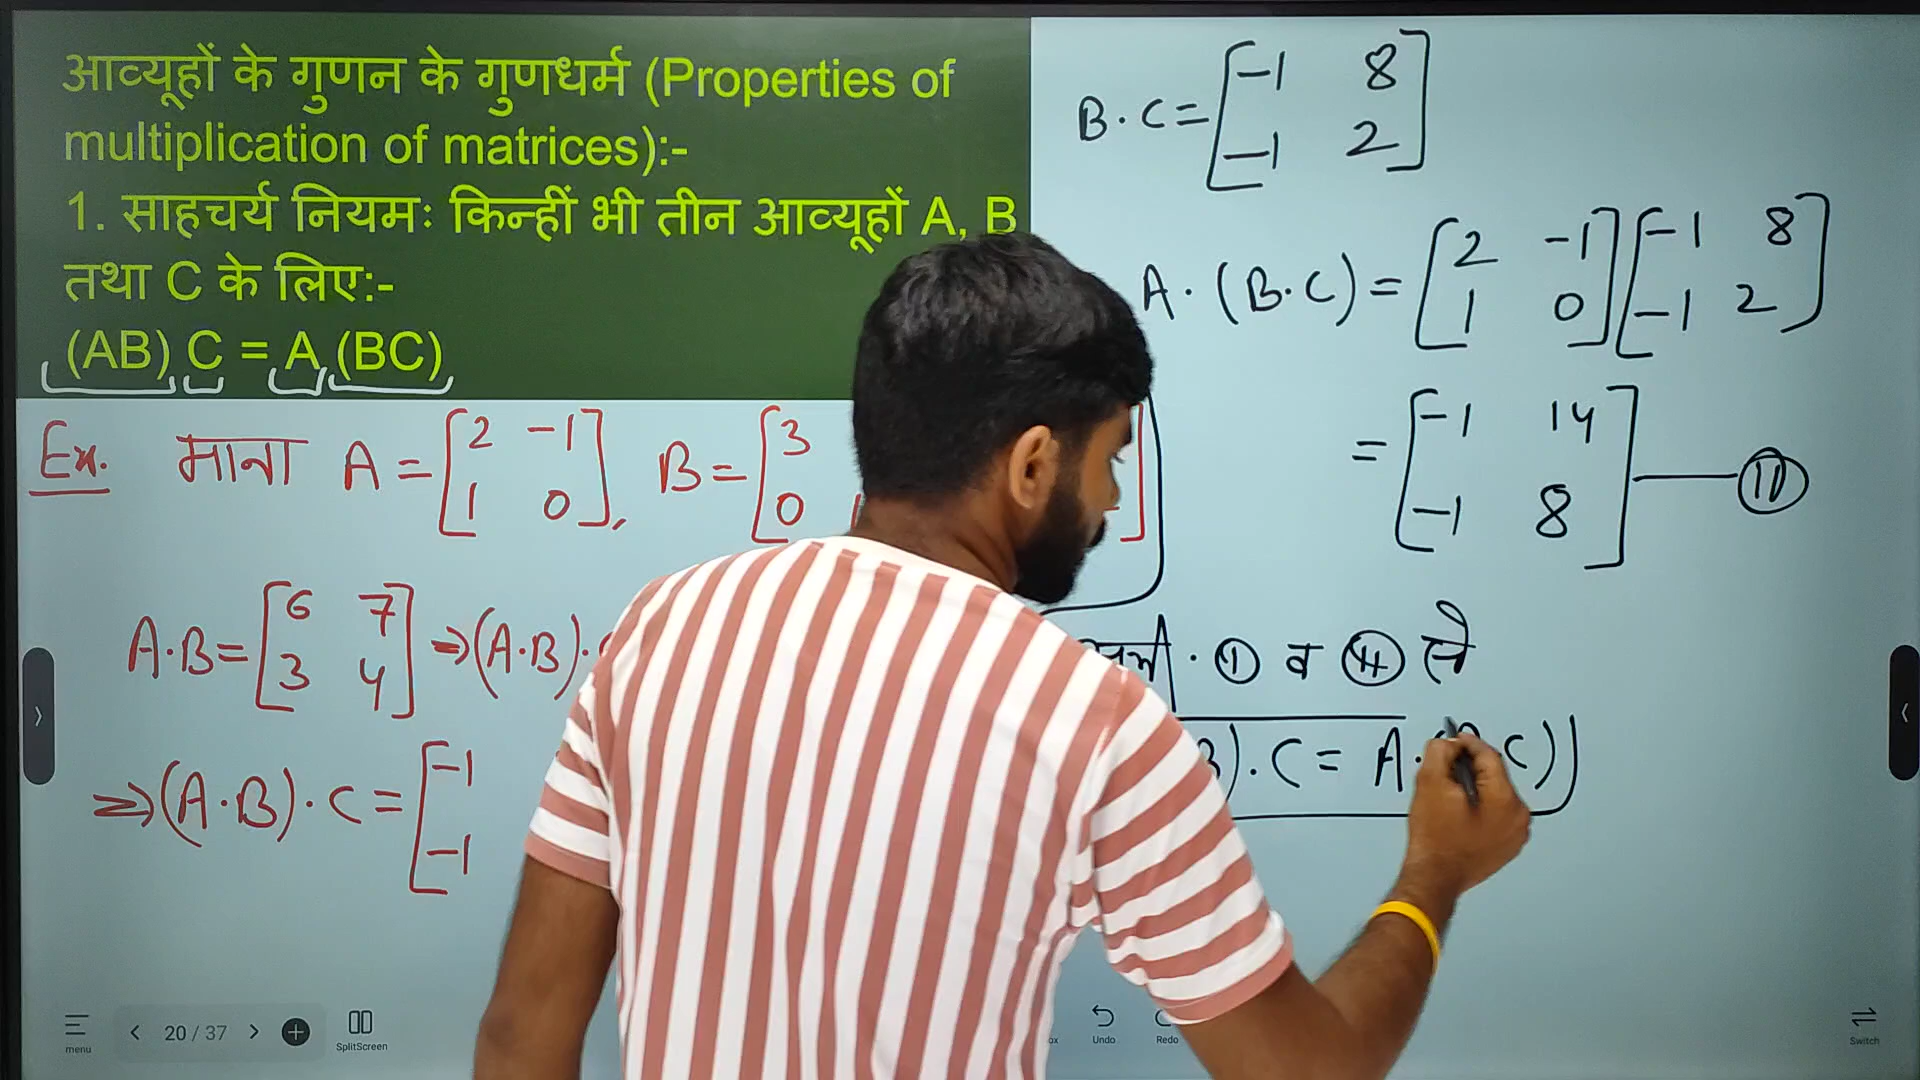 आव्यूहों के गुणन के गुणधर्म (Properties of
multiplication of matrices):-
1. साहचर्य नियमः किन्हीं भी तीन आव्यूहों A, B
तथा C के लिए:-
(AB) C = A (BC)
Ex. माना A = [2 -1
1 0], B = [3
0
A·B = [6 7
3 4] ⇒ (A·B)·
⇒ (A·B)·C = [-1
-1
B·C = [-1 8
-1 2]
A·(B·C) = [2 -1
1 0] [-1 8
-1 2]
= [-1 14
-1 8] — II
· I व II से
B)·C = A·( C)
menu
20 / 37
SplitScreen
Undo
Redo
Switch